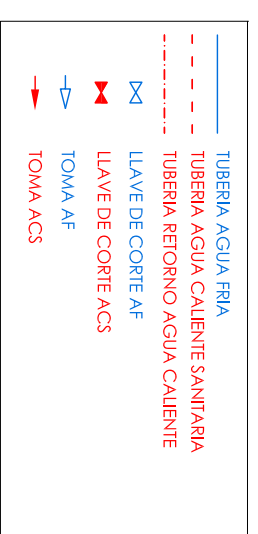 TUBERIA AGUA FRIA
TUBERIA AGUA CALIENTE SANITARIA
TUBERIA RETORNO AGUA CALIENTE
LLAVE DE CORTE AF
LLAVE DE CORTE ACS
TOMA AF
TOMA ACS